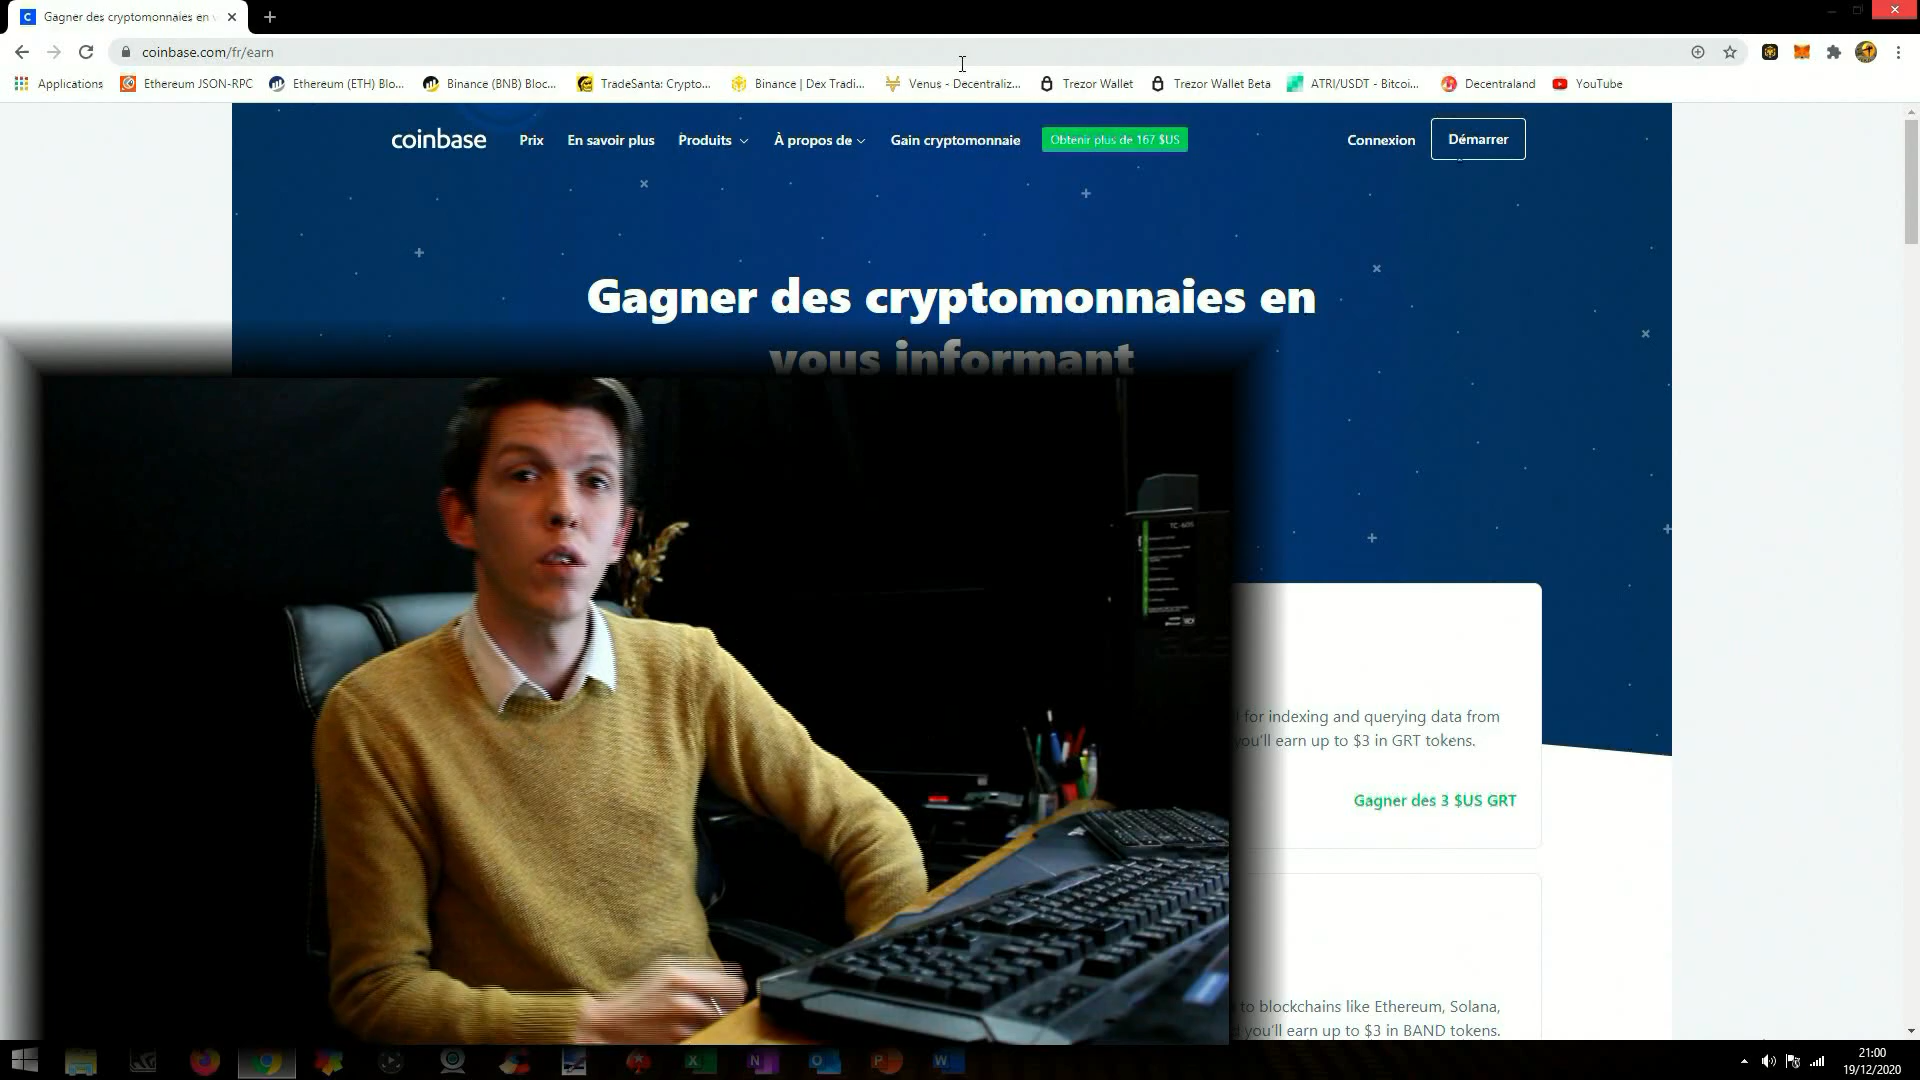 Gagner des cryptomonnaies en v
coinbase.com/fr/earn
Applications Ethereum JSON-RPC Ethereum (ETH) Blo... Binance (BNB) Bloc... TradeSanta: Crypto... Binance | Dex Tradi... Venus - Decentraliz... Trezor Wallet Trezor Wallet Beta ATRI/USDT - Bitcoi... Decentraland YouTube
coinbase Prix En savoir plus Produits À propos de Gain cryptomonnaie Obtenir plus de 167 $US Connexion Démarrer
Gagner des cryptomonnaies en
vous informant
for indexing and querying data from
you'll earn up to $3 in GRT tokens.
Gagner des 3 $US GRT
to blockchains like Ethereum, Solana,
you'll earn up to $3 in BAND tokens.
21:00
19/12/2020